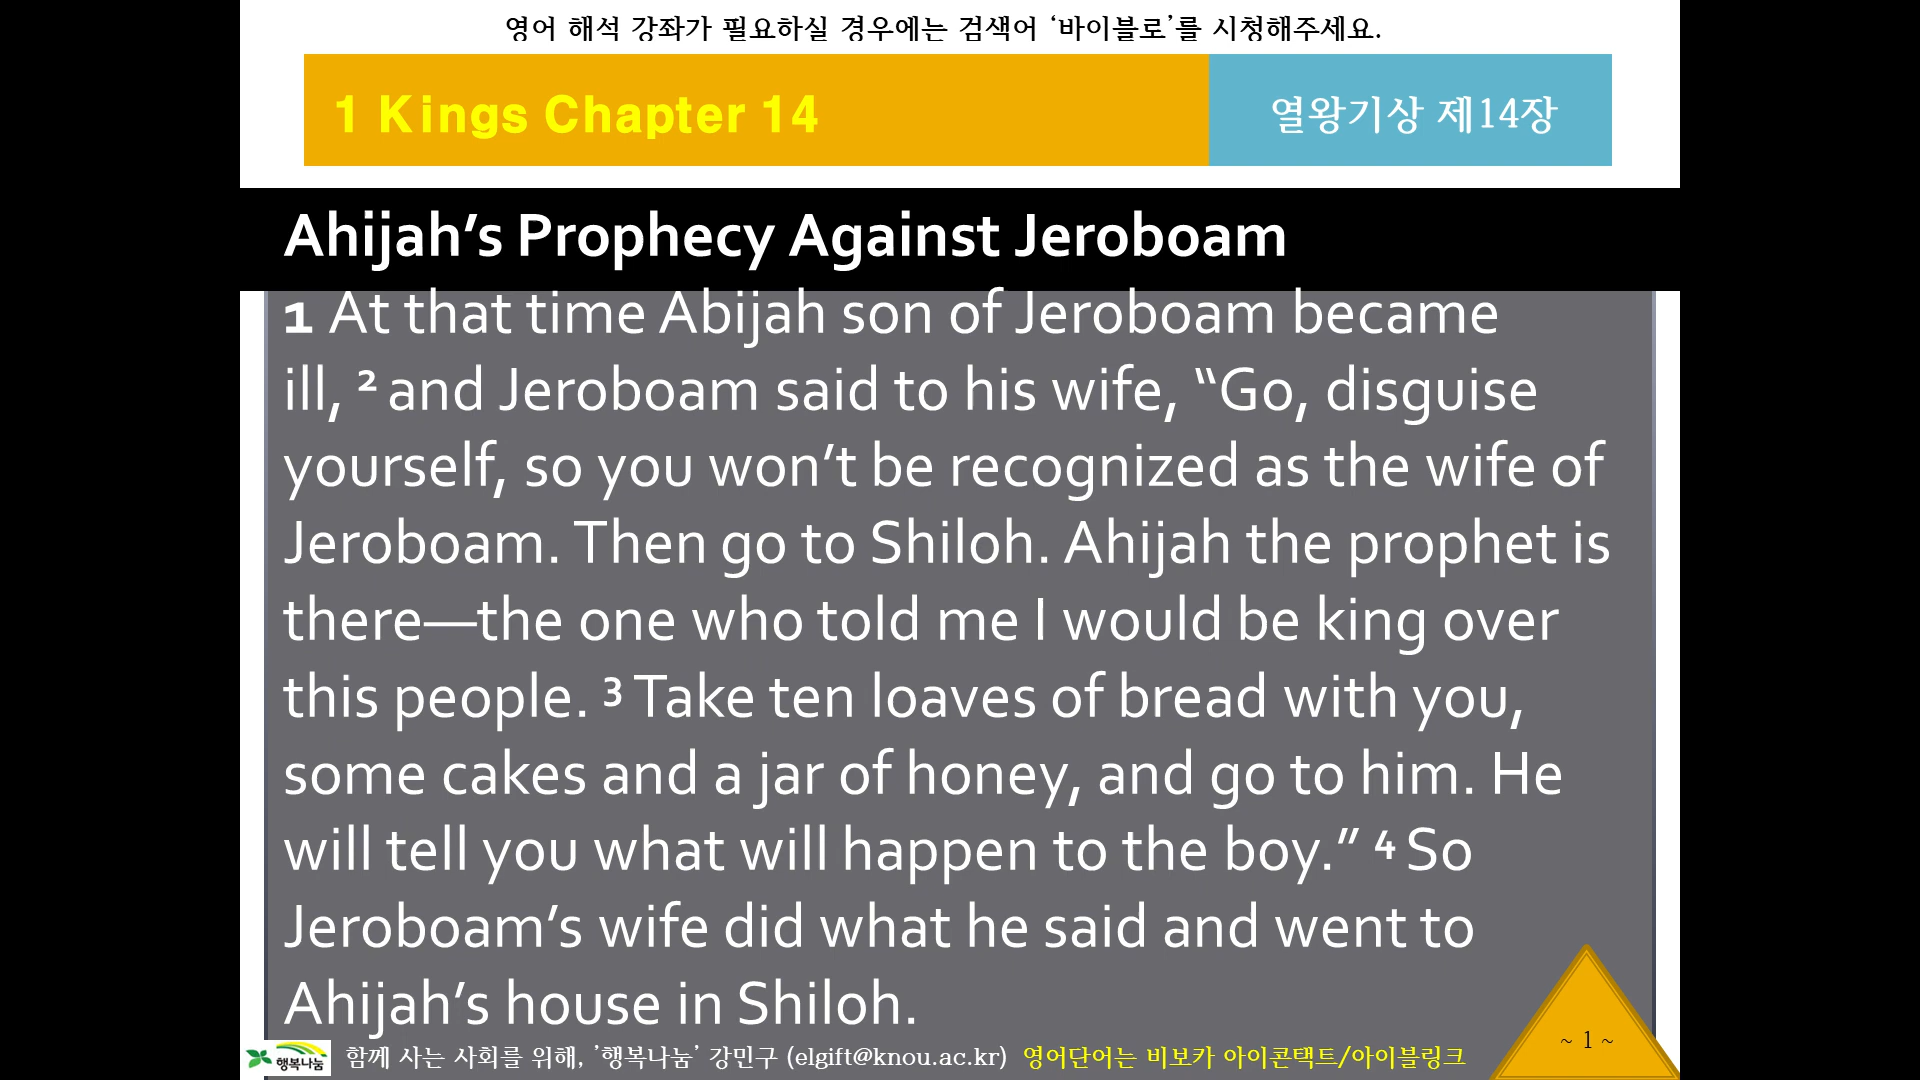 영어 해석 강좌가 필요하실 경우에는 검색어 ‘바이블로’를 시청해주세요.
1 Kings Chapter 14
열왕기상 제14장
Ahijah’s Prophecy Against Jeroboam
1 At that time Abijah son of Jeroboam became
ill, 2 and Jeroboam said to his wife, “Go, disguise
yourself, so you won’t be recognized as the wife of
Jeroboam. Then go to Shiloh. Ahijah the prophet is
there—the one who told me I would be king over
this people. 3 Take ten loaves of bread with you,
some cakes and a jar of honey, and go to him. He
will tell you what will happen to the boy.” 4 So
Jeroboam’s wife did what he said and went to
Ahijah’s house in Shiloh.
~ 1 ~
행복나눔
함께 사는 사회를 위해, ’행복나눔’ 강민구 (elgift@knou.ac.kr) 영어단어는 비보카 아이콘택트/아이블링크